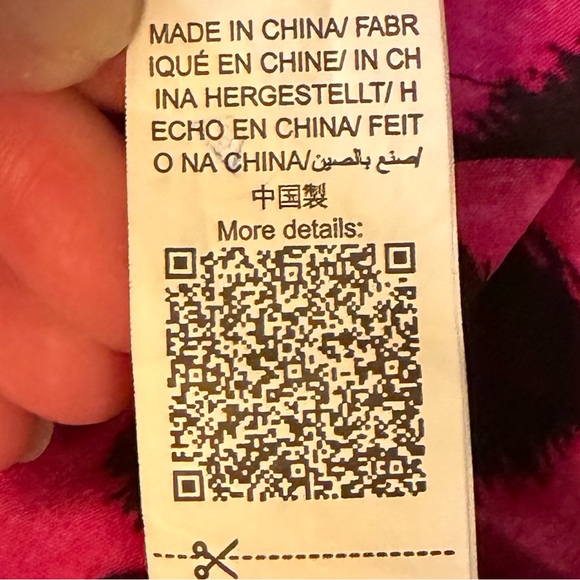 MADE IN CHINA/ FABR
IQUÉ EN CHINE/ IN CH
INA HERGESTELLT/ H
ECHO EN CHINA/ FEIT
O NA CHINA/صنع بالصين/
中国製
More details: